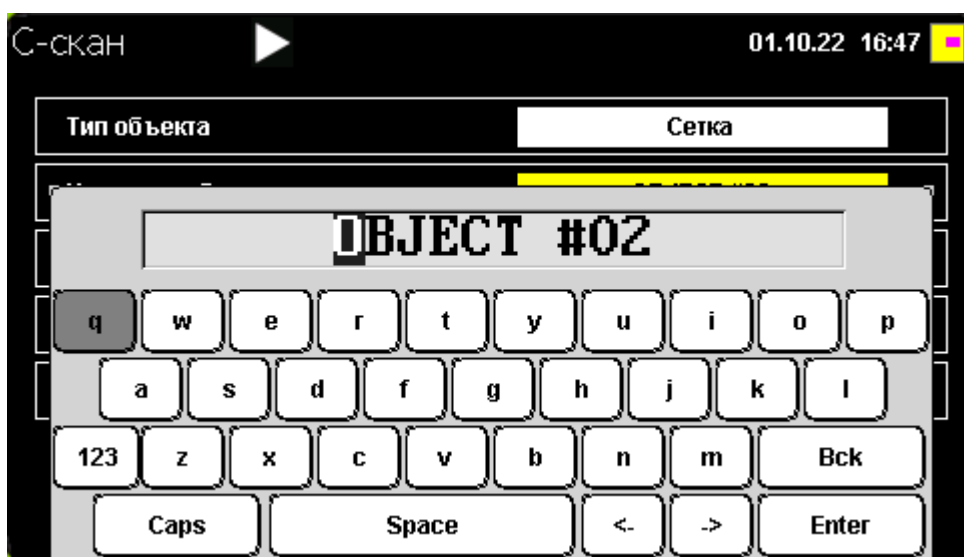 С-скан 01.10.22 16:47
Тип объекта Сетка
OBJECT #02
q w e r t y u i o p
a s d f g h j k l
123 z x c v b n m Bck
Caps Space <- -> Enter